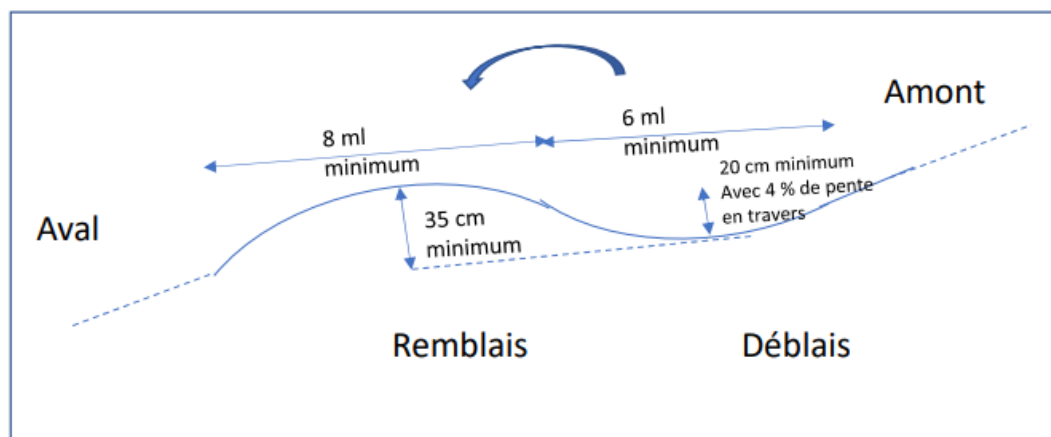 Amont
8 ml
minimum
6 ml
minimum
20 cm minimum
Avec 4 % de pente
en travers
Aval
35 cm
minimum
Remblais
Déblais